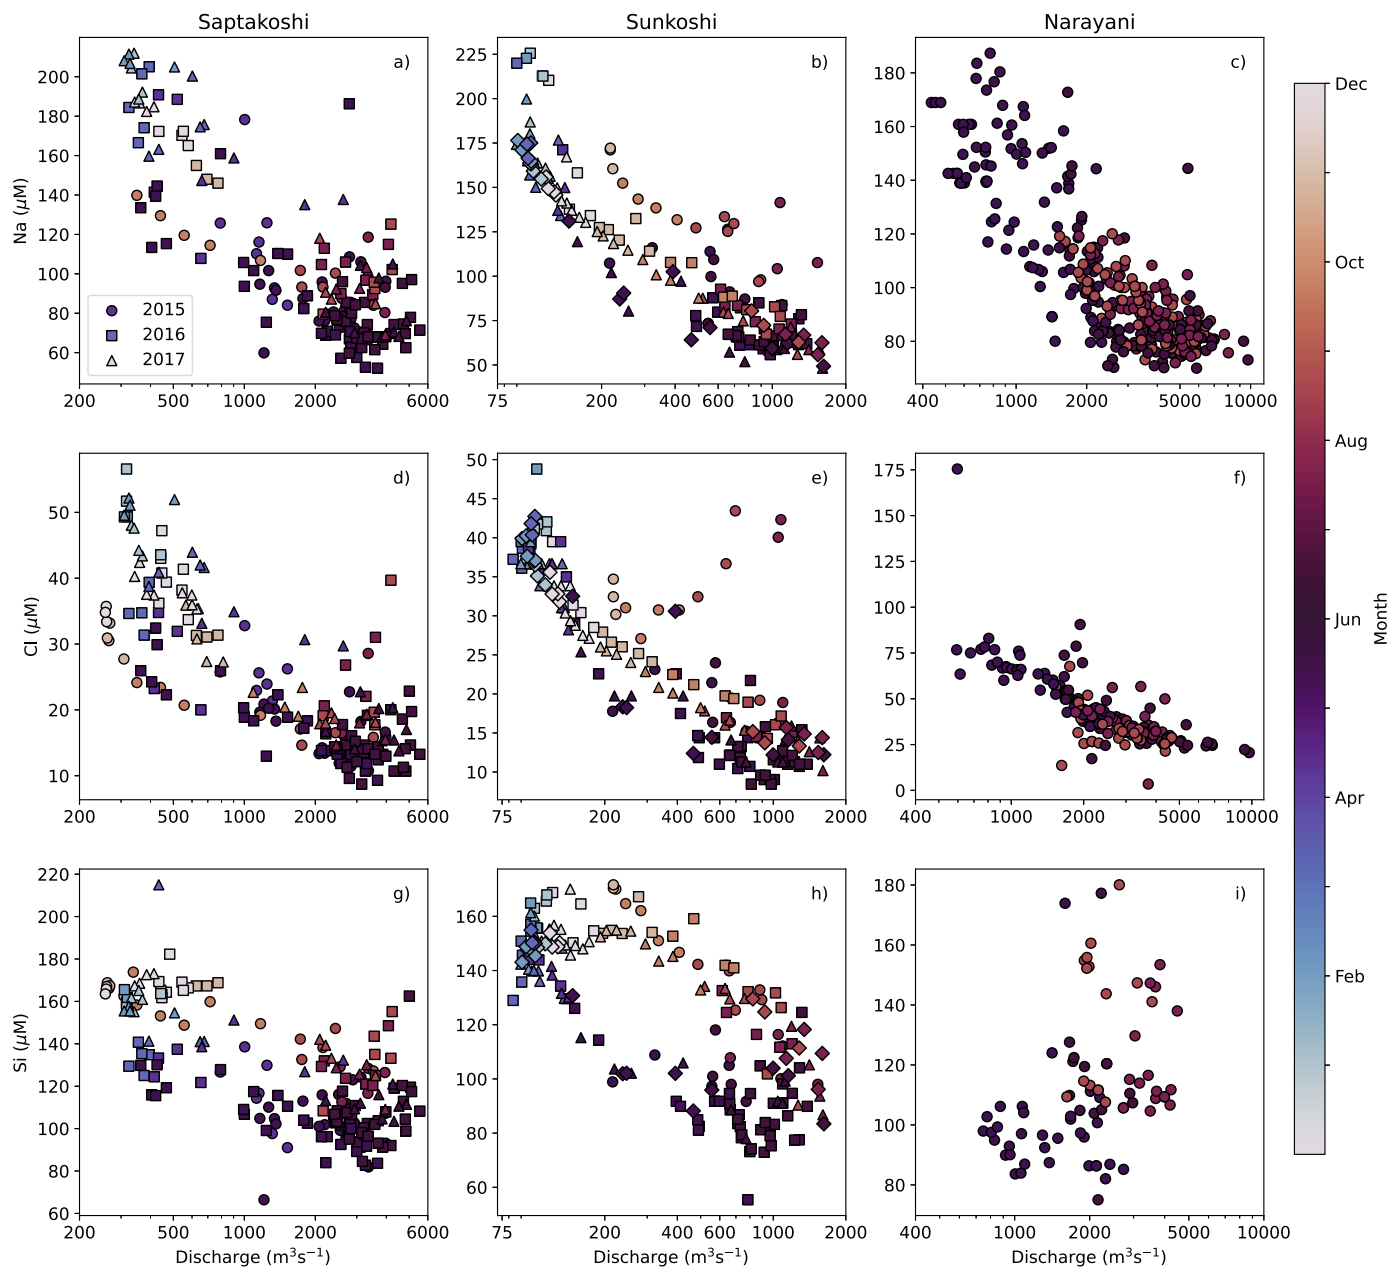 Saptakoshi Sunkoshi Narayani
a) b) c)
Na (μM)
200
180
160
140
120
100
80
60
2015
2016
2017
200 500 1000 2000 6000
225
200
175
150
125
100
75
50
75 200 400 600 1000 2000
180
160
140
120
100
80
400 1000 2000 5000 10000
d) e) f)
Cl (μM)
50
40
30
20
10
200 500 1000 2000 6000
50
45
40
35
30
25
20
15
10
75 200 400 600 1000 2000
175
150
125
100
75
50
25
0
400 1000 2000 5000 10000
g) h) i)
Si (μM)
220
200
180
160
140
120
100
80
60
200 500 1000 2000 6000
Discharge (m³s⁻¹)
160
140
120
100
80
60
75 200 400 600 1000 2000
Discharge (m³s⁻¹)
180
160
140
120
100
80
400 1000 2000 5000 10000
Discharge (m³s⁻¹)
Dec
Oct
Aug
Jun
Apr
Feb
Month